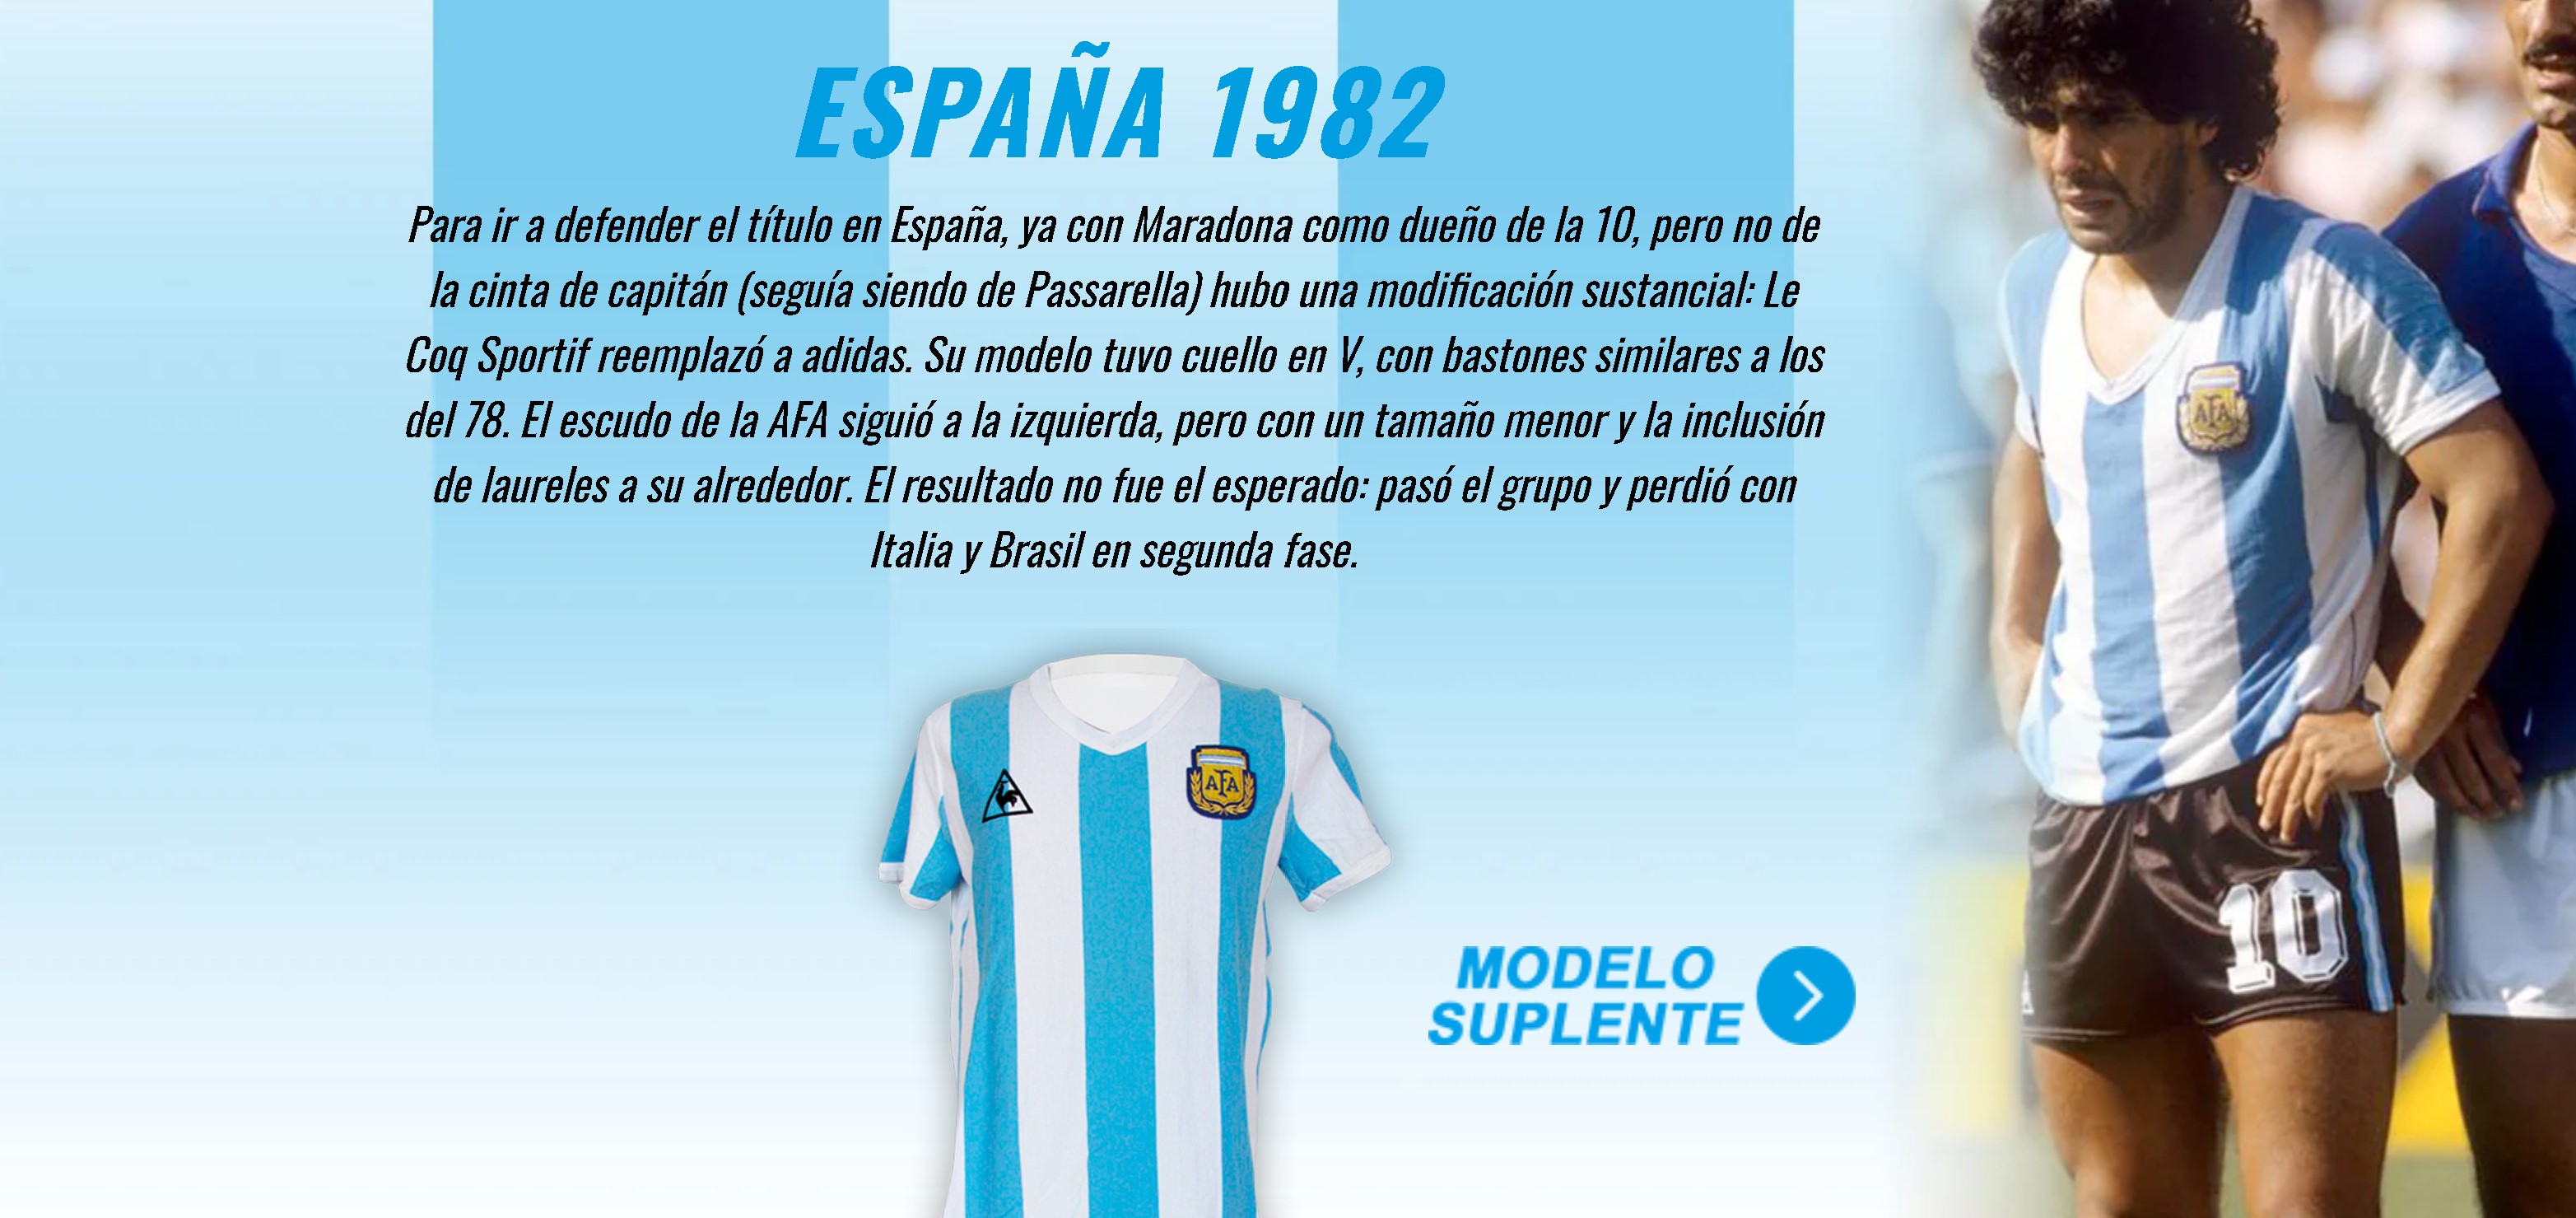 ESPAÑA 1982
Para ir a defender el título en España, ya con Maradona como dueño de la 10, pero no de
la cinta de capitán (seguía siendo de Passarella) hubo una modificación sustancial: Le
Coq Sportif reemplazó a adidas. Su modelo tuvo cuello en V, con bastones similares a los
del 78. El escudo de la AFA siguió a la izquierda, pero con un tamaño menor y la inclusión
de laureles a su alrededor. El resultado no fue el esperado: pasó el grupo y perdió con
Italia y Brasil en segunda fase.
AFA
AFA
MODELO
SUPLENTE
10